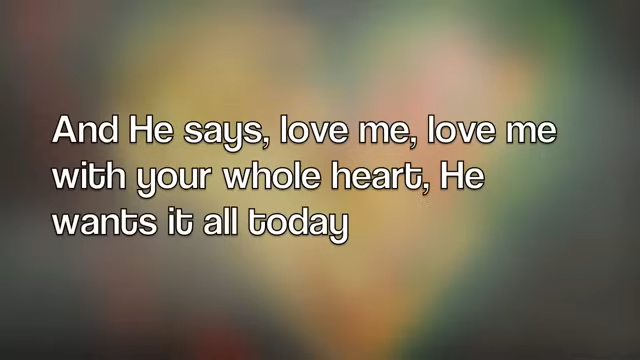 And He says, love me, love me
with your whole heart, He
wants it all today